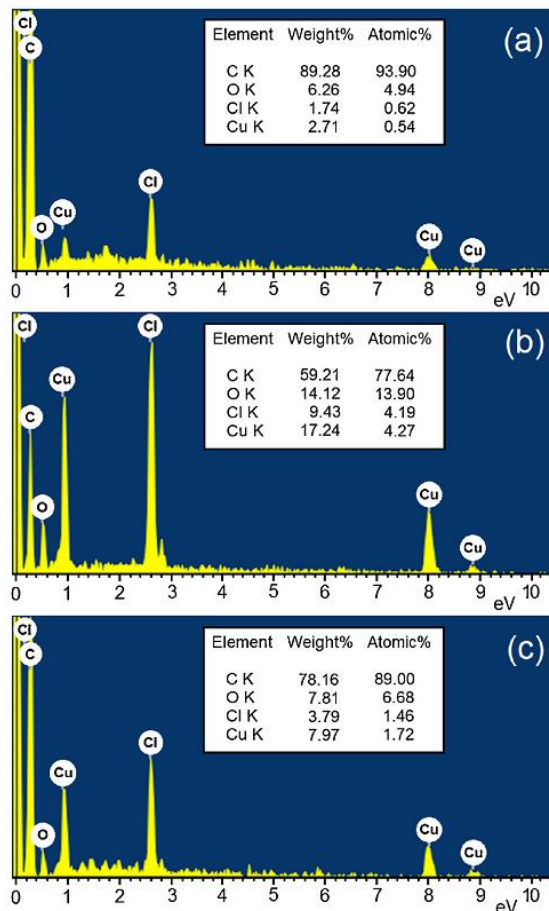 Cl
C
Element Weight% Atomic% (a)
C K 89.28 93.90
O K 6.26 4.94
Cl K 1.74 0.62
Cu K 2.71 0.54
O Cu Cl Cu Cu
0 1 2 3 4 5 6 7 8 9 10
eV
Cl Cl
Element Weight% Atomic% (b)
C K 59.21 77.64
O K 14.12 13.90
Cl K 9.43 4.19
Cu K 17.24 4.27
Cu
C
O Cu Cu
0 1 2 3 4 5 6 7 8 9 10
eV
Cl
C
Element Weight% Atomic% (c)
C K 78.16 89.00
O K 7.81 6.68
Cl K 3.79 1.46
Cu K 7.97 1.72
Cl
Cu
O Cu Cu
0 1 2 3 4 5 6 7 8 9 10
eV